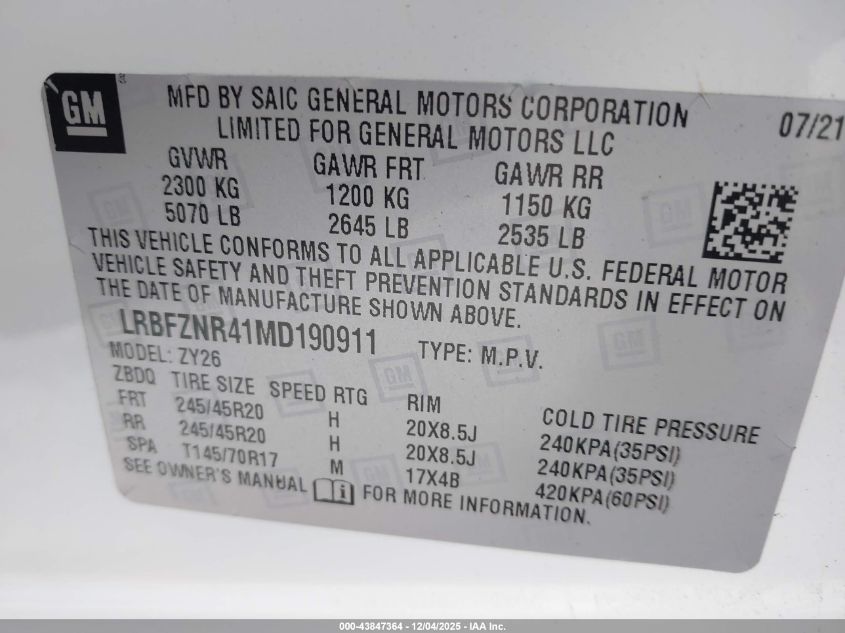 GM
MFD BY SAIC GENERAL MOTORS CORPORATION 07/21
LIMITED FOR GENERAL MOTORS LLC
GVWR GAWR FRT GAWR RR
2300 KG 1200 KG 1150 KG
5070 LB 2645 LB 2535 LB
THIS VEHICLE CONFORMS TO ALL APPLICABLE U.S. FEDERAL MOTOR
VEHICLE SAFETY AND THEFT PREVENTION STANDARDS IN EFFECT ON
THE DATE OF MANUFACTURE SHOWN ABOVE.
LRBFZNR41MD190911 TYPE: M.P.V.
MODEL: ZY26
ZBDQ TIRE SIZE SPEED RTG RIM COLD TIRE PRESSURE
FRT 245/45R20 H 20X8.5J 240KPA(35PSI)
RR 245/45R20 H 20X8.5J 240KPA(35PSI)
SPA T145/70R17 M 17X4B 420KPA(60PSI)
SEE OWNER'S MANUAL FOR MORE INFORMATION.
000-43847364 - 12/04/2025 - IAA Inc.